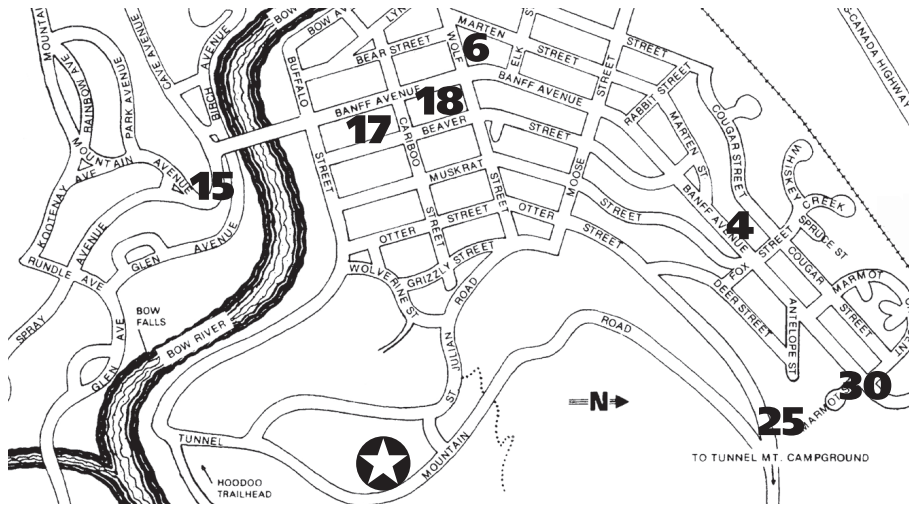 MOUNTAIN
RAINBOW AVE
PARK AVENUE
CAVE AVENUE
BIRCH
AVENUE
BOW
BOW AV
LYN
BEAR STREET
BUFFALO
STREET
WOLF
MARTEN
STREET
ELK
S
STREET
STREET
6
BANFF AVENUE
BANFF AVENUE
18
17
CARIBOO
STREET
BEAVER
STREET
MUSKRAT
STREET
STREET
STREET
OTTER
OTTER
STREET
MOOSE
RABBIT STREET
MARTEN ST
COUGAR STREET
WHISKEY
CREEK
SPRUCE ST
S-CANADA HIGHWAY
BANFF AVENUE
4
FOX
STREET
COUGAR
STREET
MARMOT
ENT
DEER STREET
ANTELOPE ST
30
MARMOT
25
TO TUNNEL MT. CAMPGROUND
MOUNTAIN
AVENUE
AVE
15
KOOTENAY
AVENUE
GLEN
AVENUE
RUNDLE AVE
SPRAY
GLEN
AVE
BOW
FALLS
BOW RIVER
WOLVERINE ST
GRIZZLY
STREET
ROAD
JULIAN
ST
ROAD
N
TUNNEL
MOUNTAIN
HOODOO
TRAILHEAD